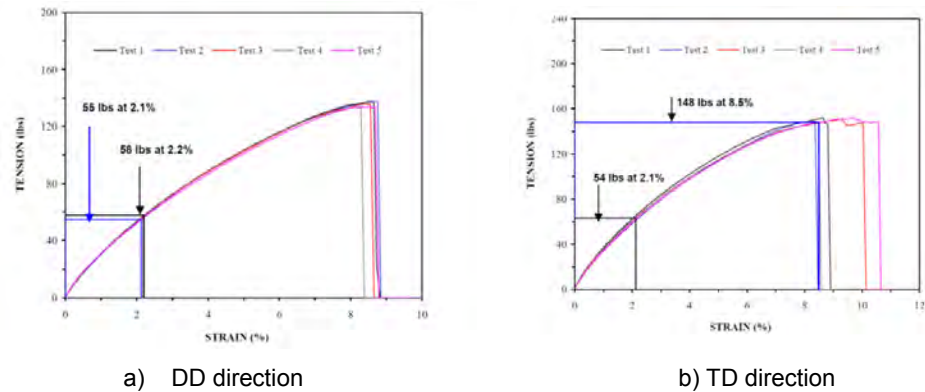 200
160
120
80
40
0
TENSION (lbs)
Test 1 Test 2 Test 3 Test 4 Test 5
55 lbs at 2.1%
56 lbs at 2.2%
0 2 4 6 8 10
STRAIN (%)
a) DD direction
240
200
160
120
80
40
0
TENSION (lbs)
Test 1 Test 2 Test 3 Test 4 Test 5
148 lbs at 8.5%
54 lbs at 2.1%
0 2 4 6 8 10 12
STRAIN (%)
b) TD direction